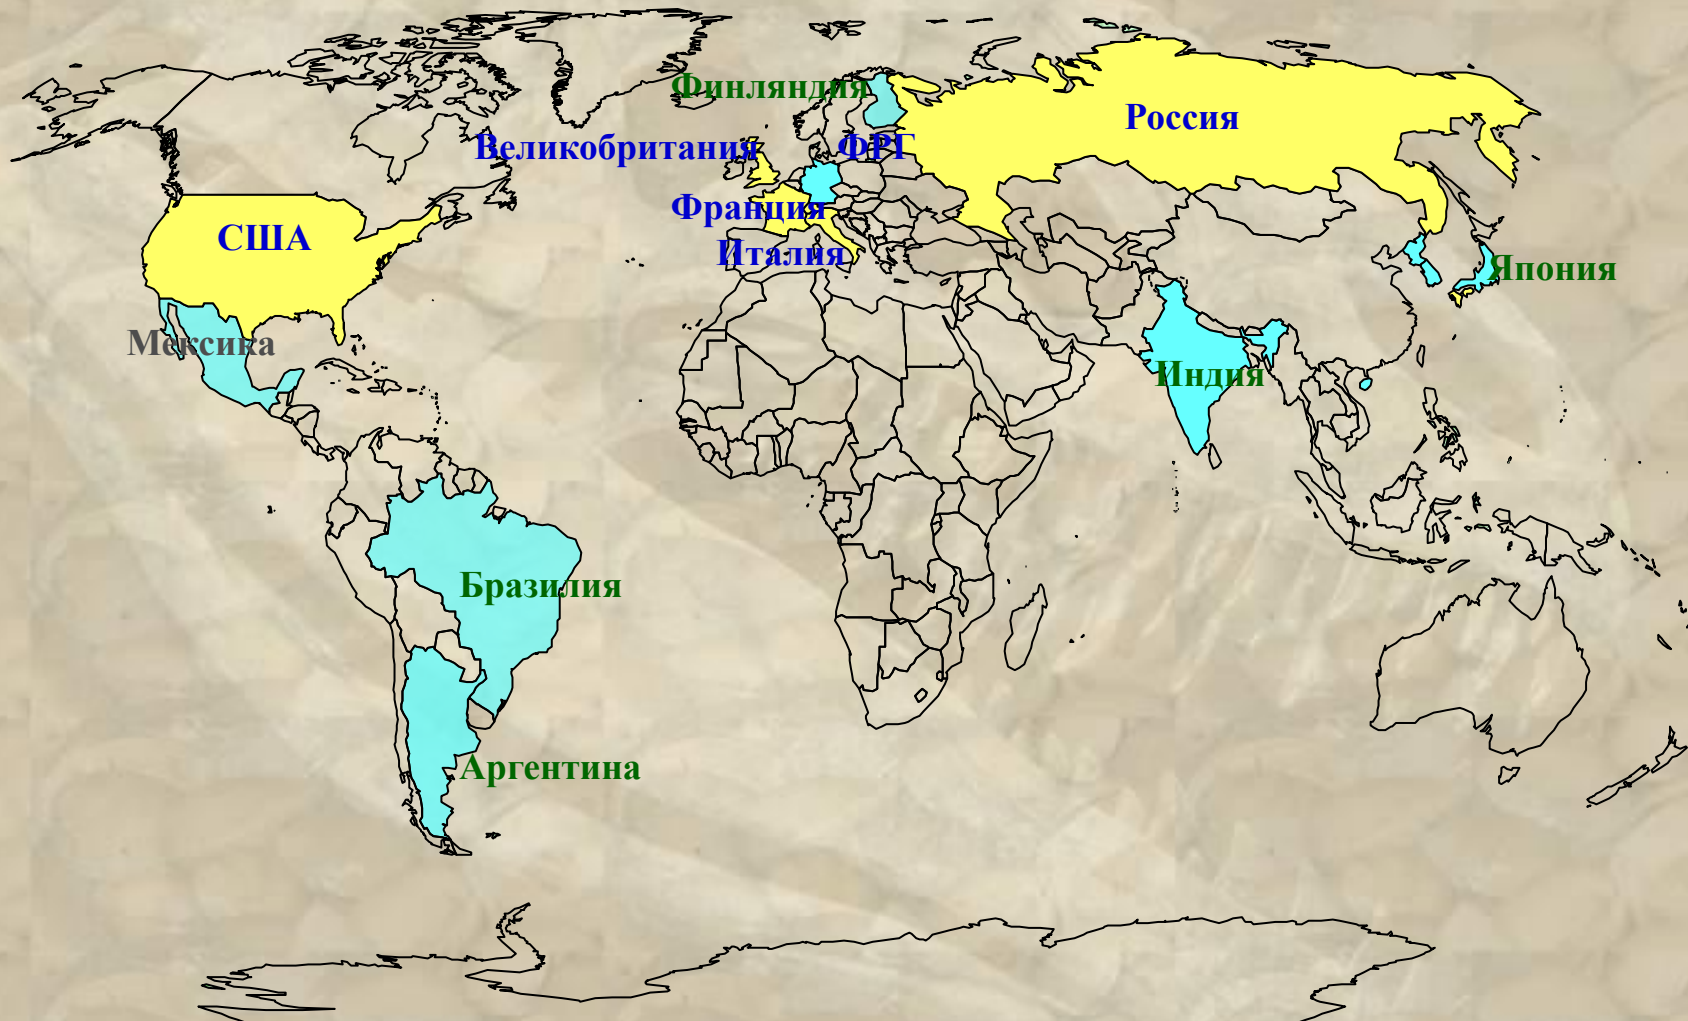 Финляндия
Россия
Великобритания
ФРГ
Франция
США
Италия
Япония
Мексика
Индия
Бразилия
Аргентина